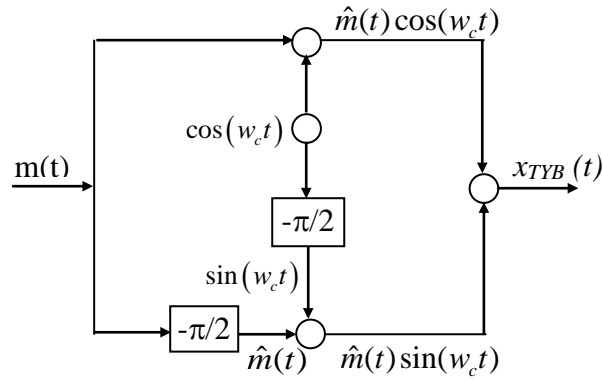 m̂(t) cos(w_c t)
cos(w_c t)
m(t)
x_TYB (t)
-π/2
sin(w_c t)
-π/2
m̂(t)
m̂(t) sin(w_c t)